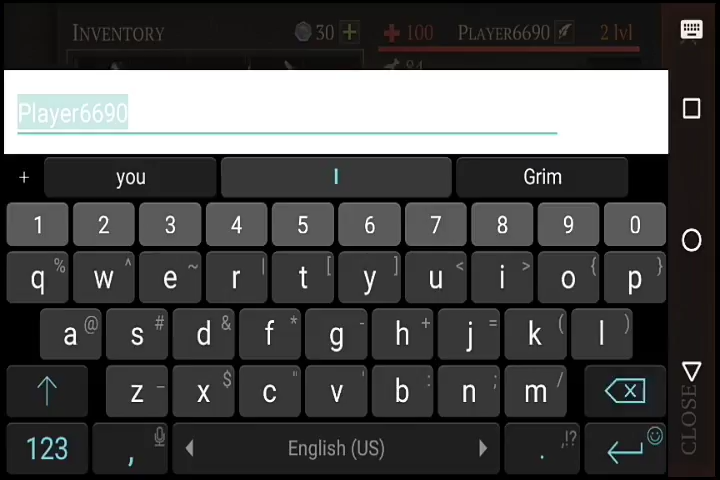 INVENTORY 30 + 100 PLAYER6690 2 lvl
84
Player6690
+ you I Grim
1 2 3 4 5 6 7 8 9 0
q % w ^ e ~ r | t [ y ] u < i > o { p }
a @ s # d & f * g - h + j = k ( l )
z _ x $ c " v ' b : n ; m /
123 , English (US) . ,!?
CLOSE